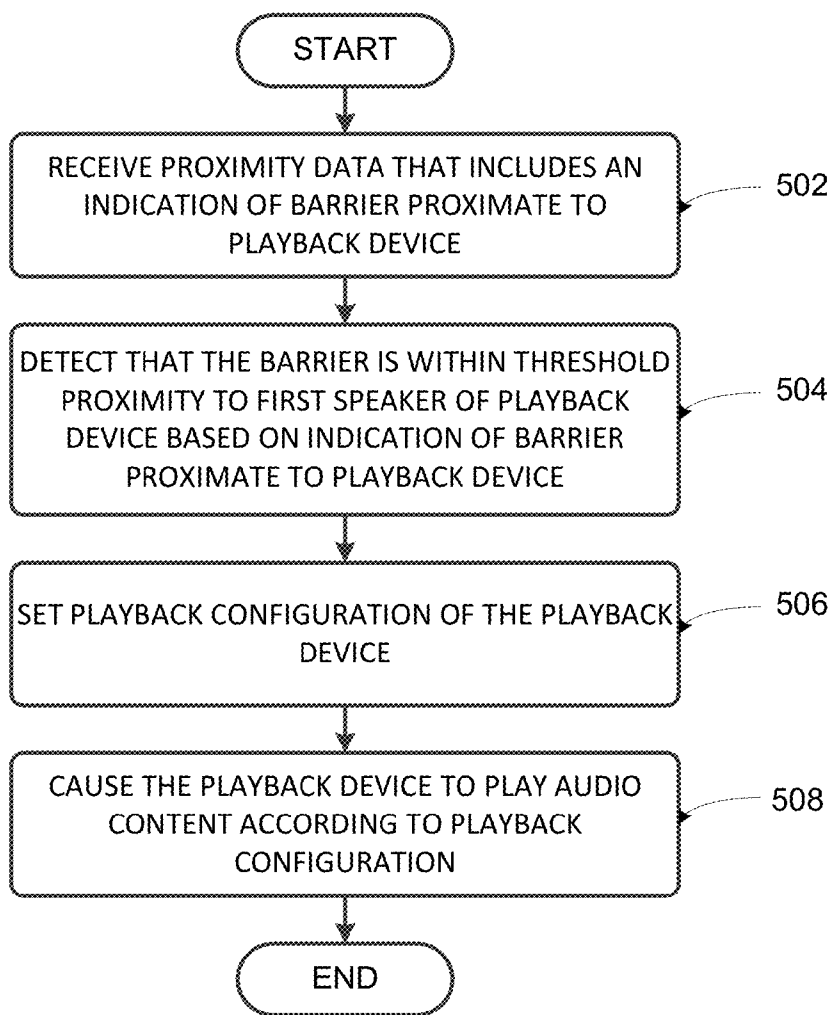 START
RECEIVE PROXIMITY DATA THAT INCLUDES AN
INDICATION OF BARRIER PROXIMATE TO
PLAYBACK DEVICE
502
DETECT THAT THE BARRIER IS WITHIN THRESHOLD
PROXIMITY TO FIRST SPEAKER OF PLAYBACK
DEVICE BASED ON INDICATION OF BARRIER
PROXIMATE TO PLAYBACK DEVICE
504
SET PLAYBACK CONFIGURATION OF THE PLAYBACK
DEVICE
506
CAUSE THE PLAYBACK DEVICE TO PLAY AUDIO
CONTENT ACCORDING TO PLAYBACK
CONFIGURATION
508
END